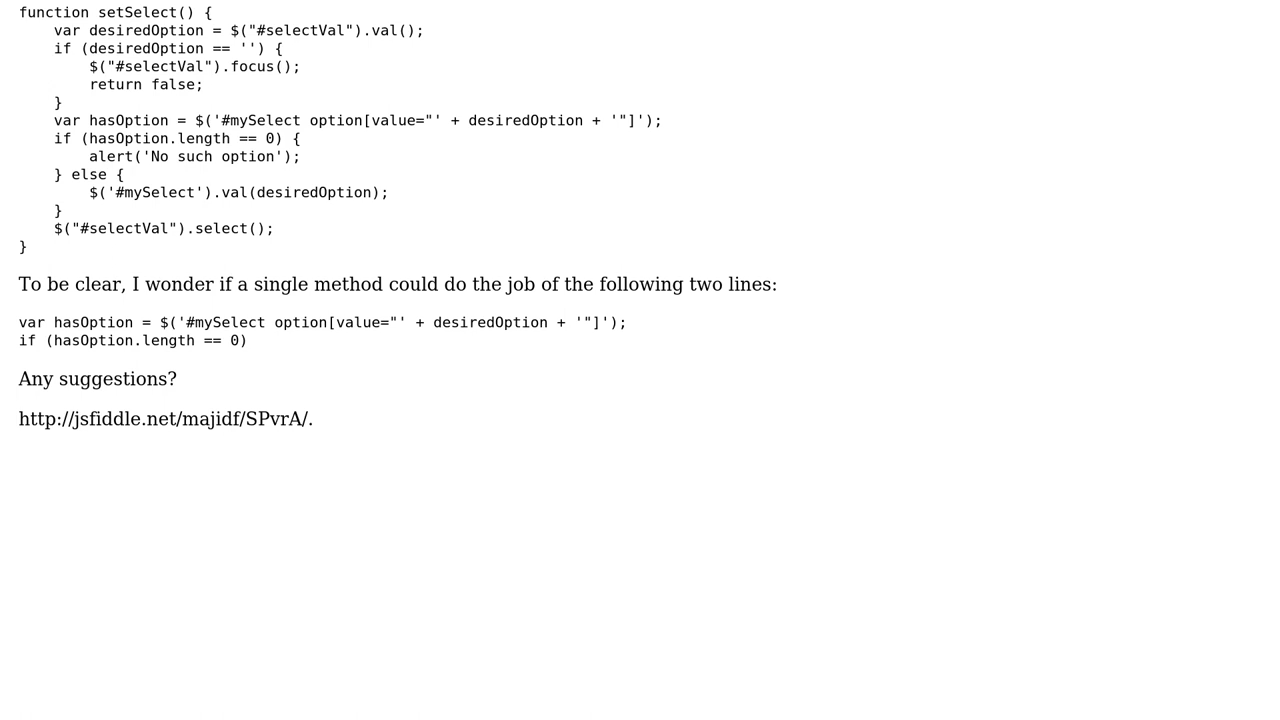 function setSelect() {
    var desiredOption = $("#selectVal").val();
    if (desiredOption == '') {
        $("#selectVal").focus();
        return false;
    }
    var hasOption = $('#mySelect option[value="' + desiredOption + '"]');
    if (hasOption.length == 0) {
        alert('No such option');
    } else {
        $('#mySelect').val(desiredOption);
    }
    $("#selectVal").select();
}
To be clear, I wonder if a single method could do the job of the following two lines:
var hasOption = $('#mySelect option[value="' + desiredOption + '"]');
if (hasOption.length == 0)
Any suggestions?
http://jsfiddle.net/majidf/SPvrA/.